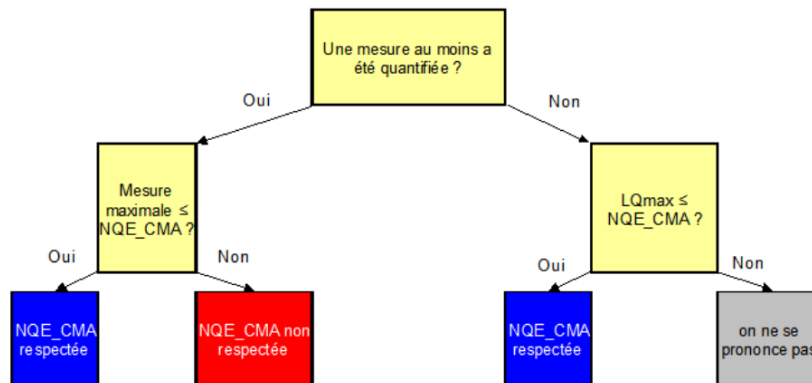 Une mesure au moins a
été quantifiée ?
Oui
Non
Mesure
maximale ≤
NQE_CMA ?
LQmax ≤
NQE_CMA ?
Oui
Non
Oui
Non
NQE_CMA
respectée
NQE_CMA non
respectée
NQE_CMA
respectée
on ne se
prononce pas